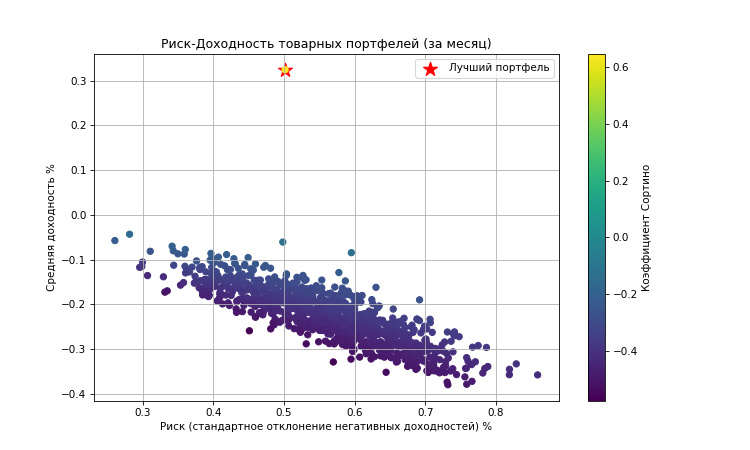 Риск-Доходность товарных портфелей (за месяц)
Лучший портфель
Средняя доходность %
0.3
0.2
0.1
0.0
−0.1
−0.2
−0.3
−0.4
0.3 0.4 0.5 0.6 0.7 0.8
Риск (стандартное отклонение негативных доходностей) %
0.6
0.4
0.2
0.0
−0.2
−0.4
Коэффициент Сортино